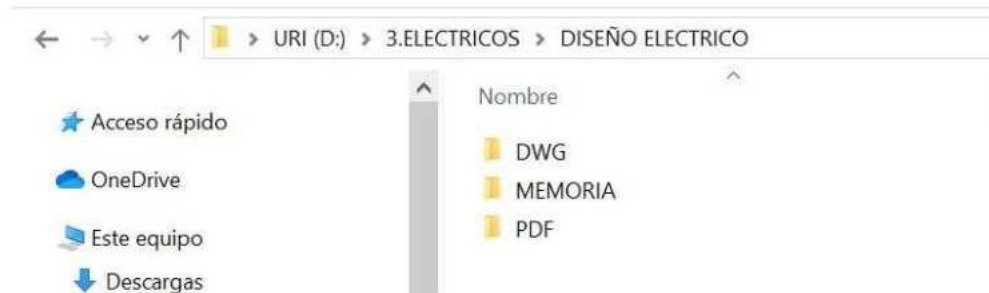 URI (D:) > 3.ELECTRICOS > DISEÑO ELECTRICO
Acceso rápido
OneDrive
Este equipo
Descargas
Nombre
DWG
MEMORIA
PDF